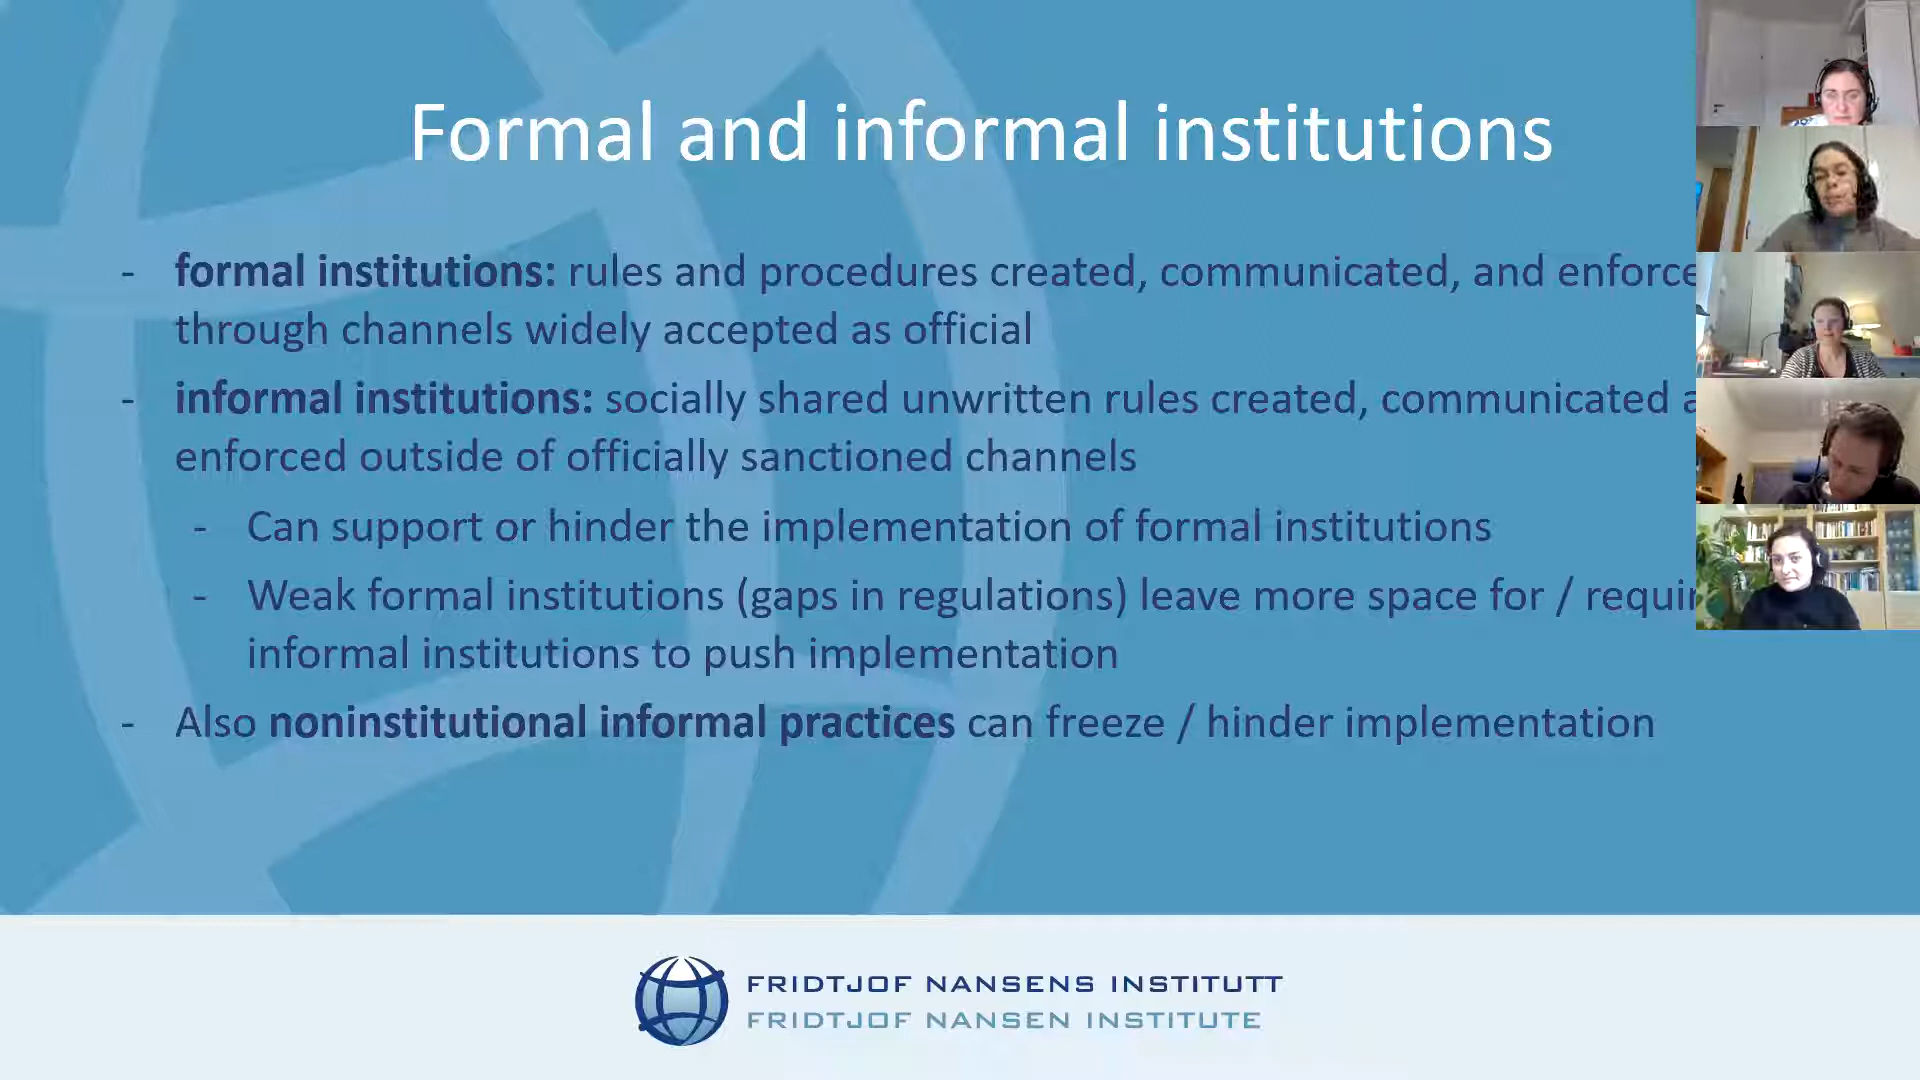 Formal and informal institutions
- formal institutions: rules and procedures created, communicated, and enforce
through channels widely accepted as official
- informal institutions: socially shared unwritten rules created, communicated
enforced outside of officially sanctioned channels
- Can support or hinder the implementation of formal institutions
- Weak formal institutions (gaps in regulations) leave more space for / requir
informal institutions to push implementation
- Also noninstitutional informal practices can freeze / hinder implementation
FRIDTJOF NANSENS INSTITUTT
FRIDTJOF NANSEN INSTITUTE